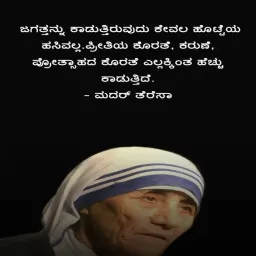 ಜಗತ್ತನ್ನು ಕಾಡುತ್ತಿರುವುದು ಕೇವಲ ಹೊಟ್ಟೆಯ
ಹಸಿವಲ್ಲ.ಪ್ರೀತಿಯ ಕೊರತೆ, ಕರುಣೆ,
ಪ್ರೋತ್ಸಾಹದ ಕೊರತೆ ಎಲ್ಲಕ್ಕಿಂತ ಹೆಚ್ಚು
ಕಾಡುತ್ತಿದೆ.
- ಮದರ್ ತೆರೆಸಾ